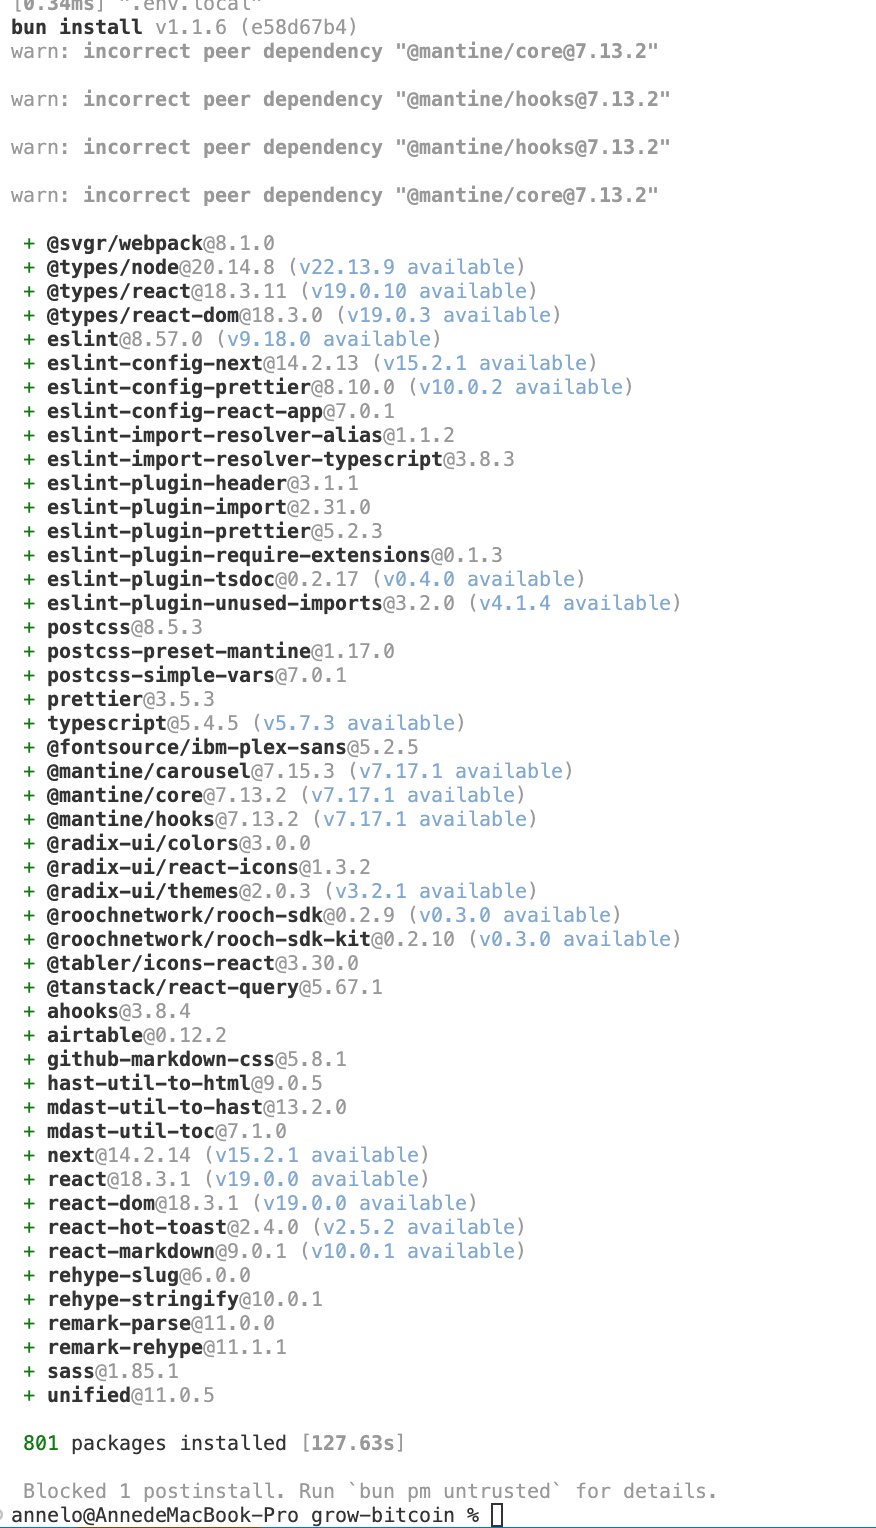 [0.34ms] ".env.local"
bun install v1.1.6 (e58d67b4)
warn: incorrect peer dependency "@mantine/core@7.13.2"
warn: incorrect peer dependency "@mantine/hooks@7.13.2"
warn: incorrect peer dependency "@mantine/hooks@7.13.2"
warn: incorrect peer dependency "@mantine/core@7.13.2"
+ @svgr/webpack@8.1.0
+ @types/node@20.14.8 (v22.13.9 available)
+ @types/react@18.3.11 (v19.0.10 available)
+ @types/react-dom@18.3.0 (v19.0.3 available)
+ eslint@8.57.0 (v9.18.0 available)
+ eslint-config-next@14.2.13 (v15.2.1 available)
+ eslint-config-prettier@8.10.0 (v10.0.2 available)
+ eslint-config-react-app@7.0.1
+ eslint-import-resolver-alias@1.1.2
+ eslint-import-resolver-typescript@3.8.3
+ eslint-plugin-header@3.1.1
+ eslint-plugin-import@2.31.0
+ eslint-plugin-prettier@5.2.3
+ eslint-plugin-require-extensions@0.1.3
+ eslint-plugin-tsdoc@0.2.17 (v0.4.0 available)
+ eslint-plugin-unused-imports@3.2.0 (v4.1.4 available)
+ postcss@8.5.3
+ postcss-preset-mantine@1.17.0
+ postcss-simple-vars@7.0.1
+ prettier@3.5.3
+ typescript@5.4.5 (v5.7.3 available)
+ @fontsource/ibm-plex-sans@5.2.5
+ @mantine/carousel@7.15.3 (v7.17.1 available)
+ @mantine/core@7.13.2 (v7.17.1 available)
+ @mantine/hooks@7.13.2 (v7.17.1 available)
+ @radix-ui/colors@3.0.0
+ @radix-ui/react-icons@1.3.2
+ @radix-ui/themes@2.0.3 (v3.2.1 available)
+ @roochnetwork/rooch-sdk@0.2.9 (v0.3.0 available)
+ @roochnetwork/rooch-sdk-kit@0.2.10 (v0.3.0 available)
+ @tabler/icons-react@3.30.0
+ @tanstack/react-query@5.67.1
+ ahooks@3.8.4
+ airtable@0.12.2
+ github-markdown-css@5.8.1
+ hast-util-to-html@9.0.5
+ mdast-util-to-hast@13.2.0
+ mdast-util-toc@7.1.0
+ next@14.2.14 (v15.2.1 available)
+ react@18.3.1 (v19.0.0 available)
+ react-dom@18.3.1 (v19.0.0 available)
+ react-hot-toast@2.4.0 (v2.5.2 available)
+ react-markdown@9.0.1 (v10.0.1 available)
+ rehype-slug@6.0.0
+ rehype-stringify@10.0.1
+ remark-parse@11.0.0
+ remark-rehype@11.1.1
+ sass@1.85.1
+ unified@11.0.5
801 packages installed [127.63s]
Blocked 1 postinstall. Run `bun pm untrusted` for details.
annelo@AnnedeMacBook-Pro grow-bitcoin %